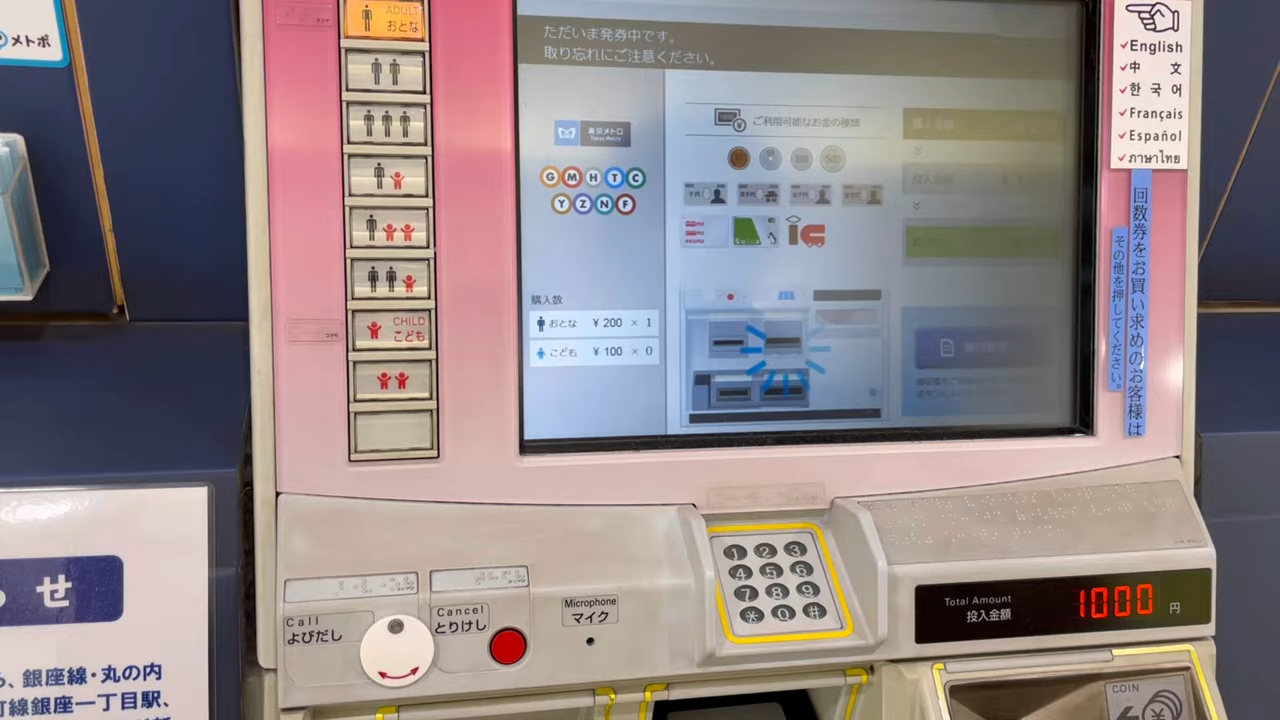 メトポ
ADULT
おとな
CHILD
こども
ただいま発券中です。
取り忘れにご注意ください。
東京メトロ
Tokyo Metro
G M H T C
Y Z N F
購入数
おとな ¥ 200 × 1
こども ¥ 100 × 0
ご利用可能なお金の種類
Suica
English
中 文
한 국 어
Français
Español
ภาษาไทย
回数券をお買い求めのお客様は
その他を押してください。
Call
よびだし
Cancel
とりけし
Microphone
マイク
1 2 3
4 5 6
7 8 9
* 0 #
Total Amount
投入金額
1000 円
COIN
らせ
、銀座線・丸の内
町線銀座一丁目駅、